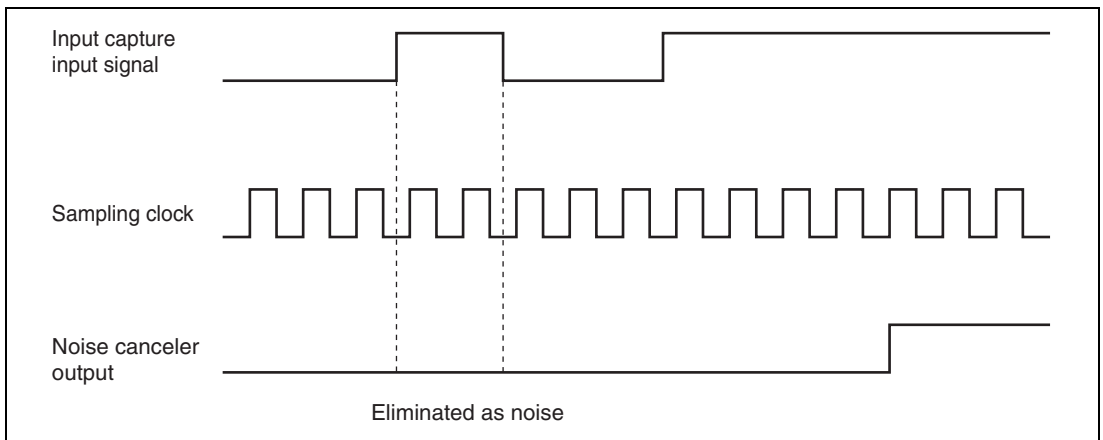 Input capture
input signal
Sampling clock
Noise canceler
output
Eliminated as noise